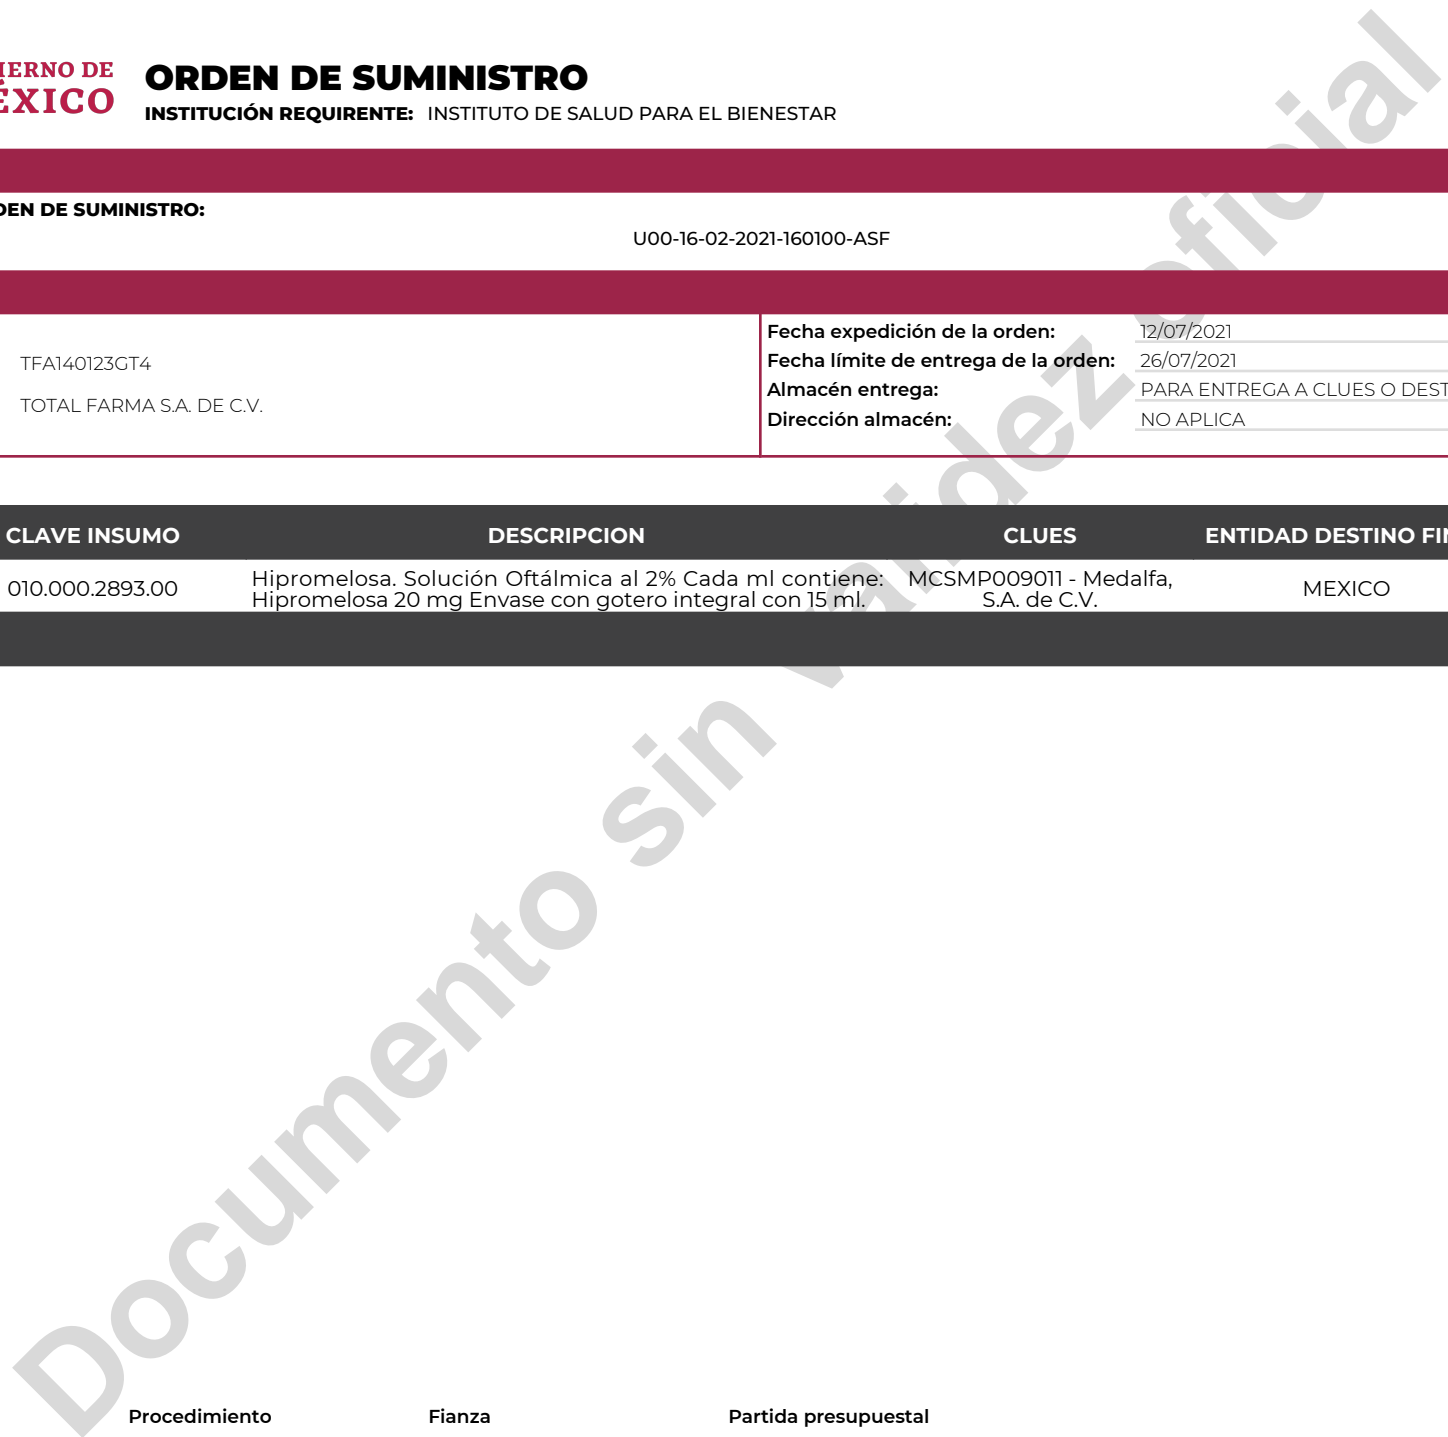 IERNO DE
ÉXICO
ORDEN DE SUMINISTRO
INSTITUCIÓN REQUIRENTE: INSTITUTO DE SALUD PARA EL BIENESTAR
DEN DE SUMINISTRO:
U00-16-02-2021-160100-ASF
TFA140123GT4
TOTAL FARMA S.A. DE C.V.
Fecha expedición de la orden: 12/07/2021
Fecha límite de entrega de la orden: 26/07/2021
Almacén entrega: PARA ENTREGA A CLUES O DEST
Dirección almacén: NO APLICA
CLAVE INSUMO DESCRIPCION CLUES ENTIDAD DESTINO FIN
010.000.2893.00 Hipromelosa. Solución Oftálmica al 2% Cada ml contiene: MCSMP009011 - Medalfa, MEXICO
Hipromelosa 20 mg Envase con gotero integral con 15 ml. S.A. de C.V.
Documento sin validez oficial
Procedimiento Fianza Partida presupuestal